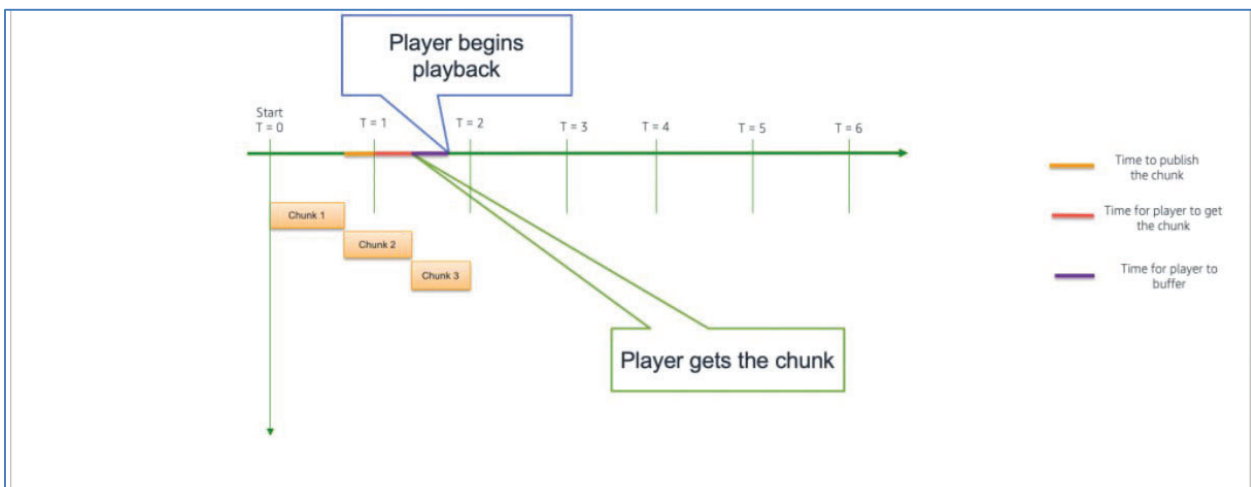 Player begins
playback
Start
T = 0
T = 1
T = 2
T = 3
T = 4
T = 5
T = 6
Time to publish
the chunk
Time for player to get
the chunk
Time for player to
buffer
Chunk 1
Chunk 2
Chunk 3
Player gets the chunk